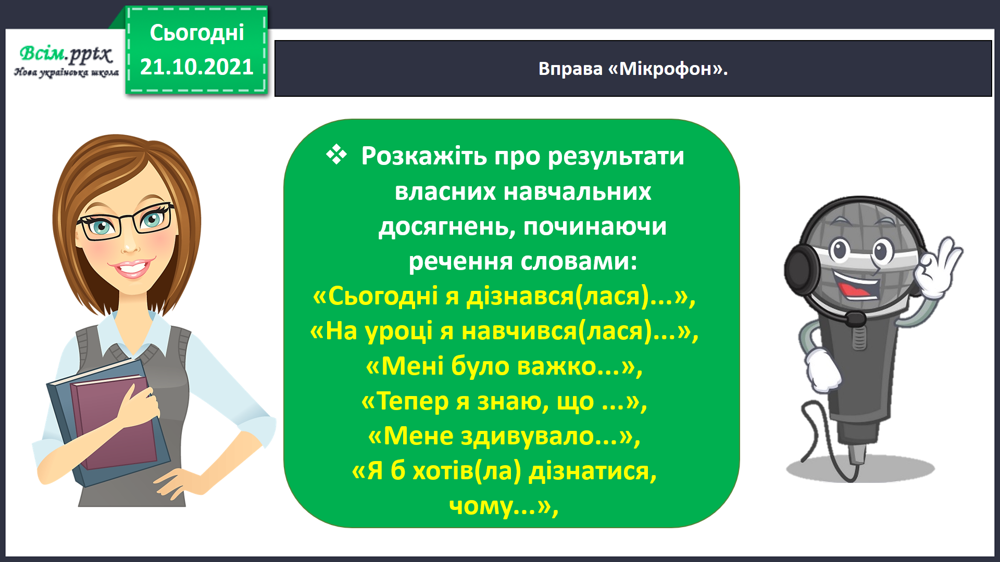 Сьогодні
21.10.2021
Всім.pptx
Нова українська школа
Вправа «Мікрофон».
❖ Розкажіть про результати
власних навчальних
досягнень, починаючи
речення словами:
«Сьогодні я дізнався(лася)...»,
«На уроці я навчився(лася)...»,
«Мені було важко...»,
«Тепер я знаю, що ...»,
«Мене здивувало...»,
«Я б хотів(ла) дізнатися,
чому...»,